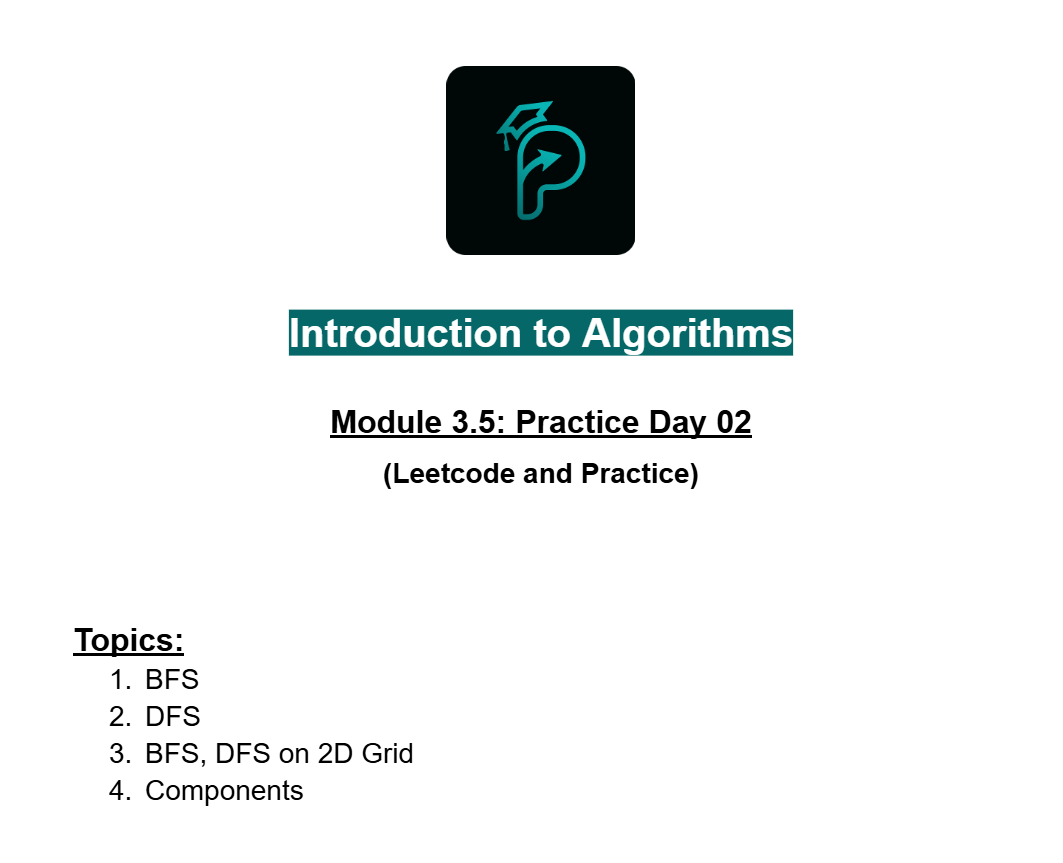 Introduction to Algorithms
Module 3.5: Practice Day 02
(Leetcode and Practice)
Topics:
1. BFS
2. DFS
3. BFS, DFS on 2D Grid
4. Components